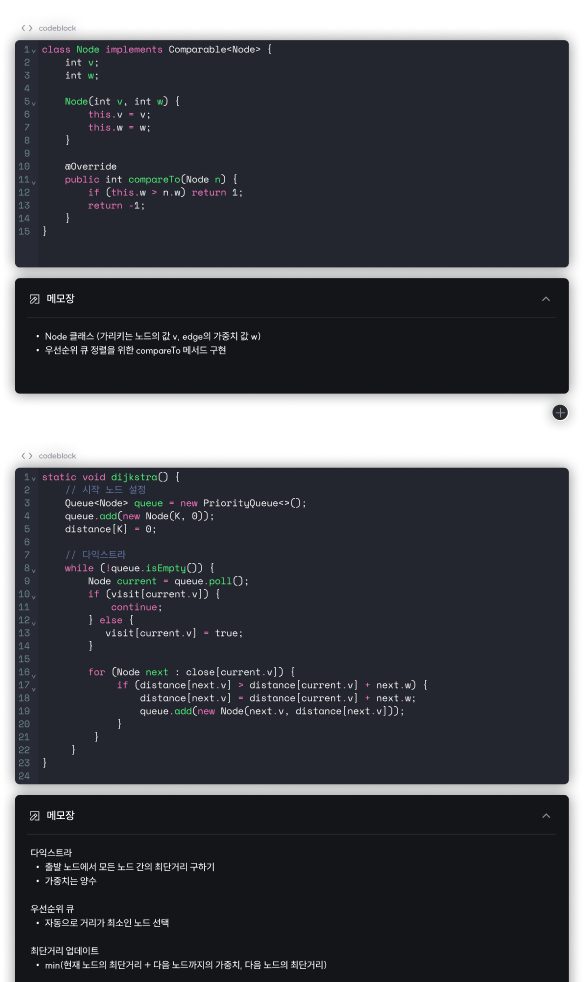 codeblock
1 class Node implements Comparable<Node> {
2 int v;
3 int w;
4
5 Node(int v, int w) {
6 this.v = v;
7 this.w = w;
8 }
9
10 @Override
11 public int compareTo(Node n) {
12 if (this.w > n.w) return 1;
13 return -1;
14 }
15 }
메모장
• Node 클래스 (가리키는 노드의 값 v, edge의 가중치 값 w)
• 우선순위 큐 정렬을 위한 compareTo 메서드 구현
codeblock
1 static void dijkstra() {
2 // 시작 노드 설정
3 Queue<Node> queue = new PriorityQueue<>();
4 queue.add(new Node(K, 0));
5 distance[K] = 0;
6
7 // 다익스트라
8 while (!queue.isEmpty()) {
9 Node current = queue.poll();
10 if (visit[current.v]) {
11 continue;
12 } else {
13 visit[current.v] = true;
14 }
15
16 for (Node next : close[current.v]) {
17 if (distance[next.v] > distance[current.v] + next.w) {
18 distance[next.v] = distance[current.v] + next.w;
19 queue.add(new Node(next.v, distance[next.v]));
20 }
21 }
22 }
23 }
24
메모장
다익스트라
• 출발 노드에서 모든 노드 간의 최단거리 구하기
• 가중치는 양수
우선순위 큐
• 자동으로 거리가 최소인 노드 선택
최단거리 업데이트
• min(현재 노드의 최단거리 + 다음 노드까지의 가중치, 다음 노드의 최단거리)